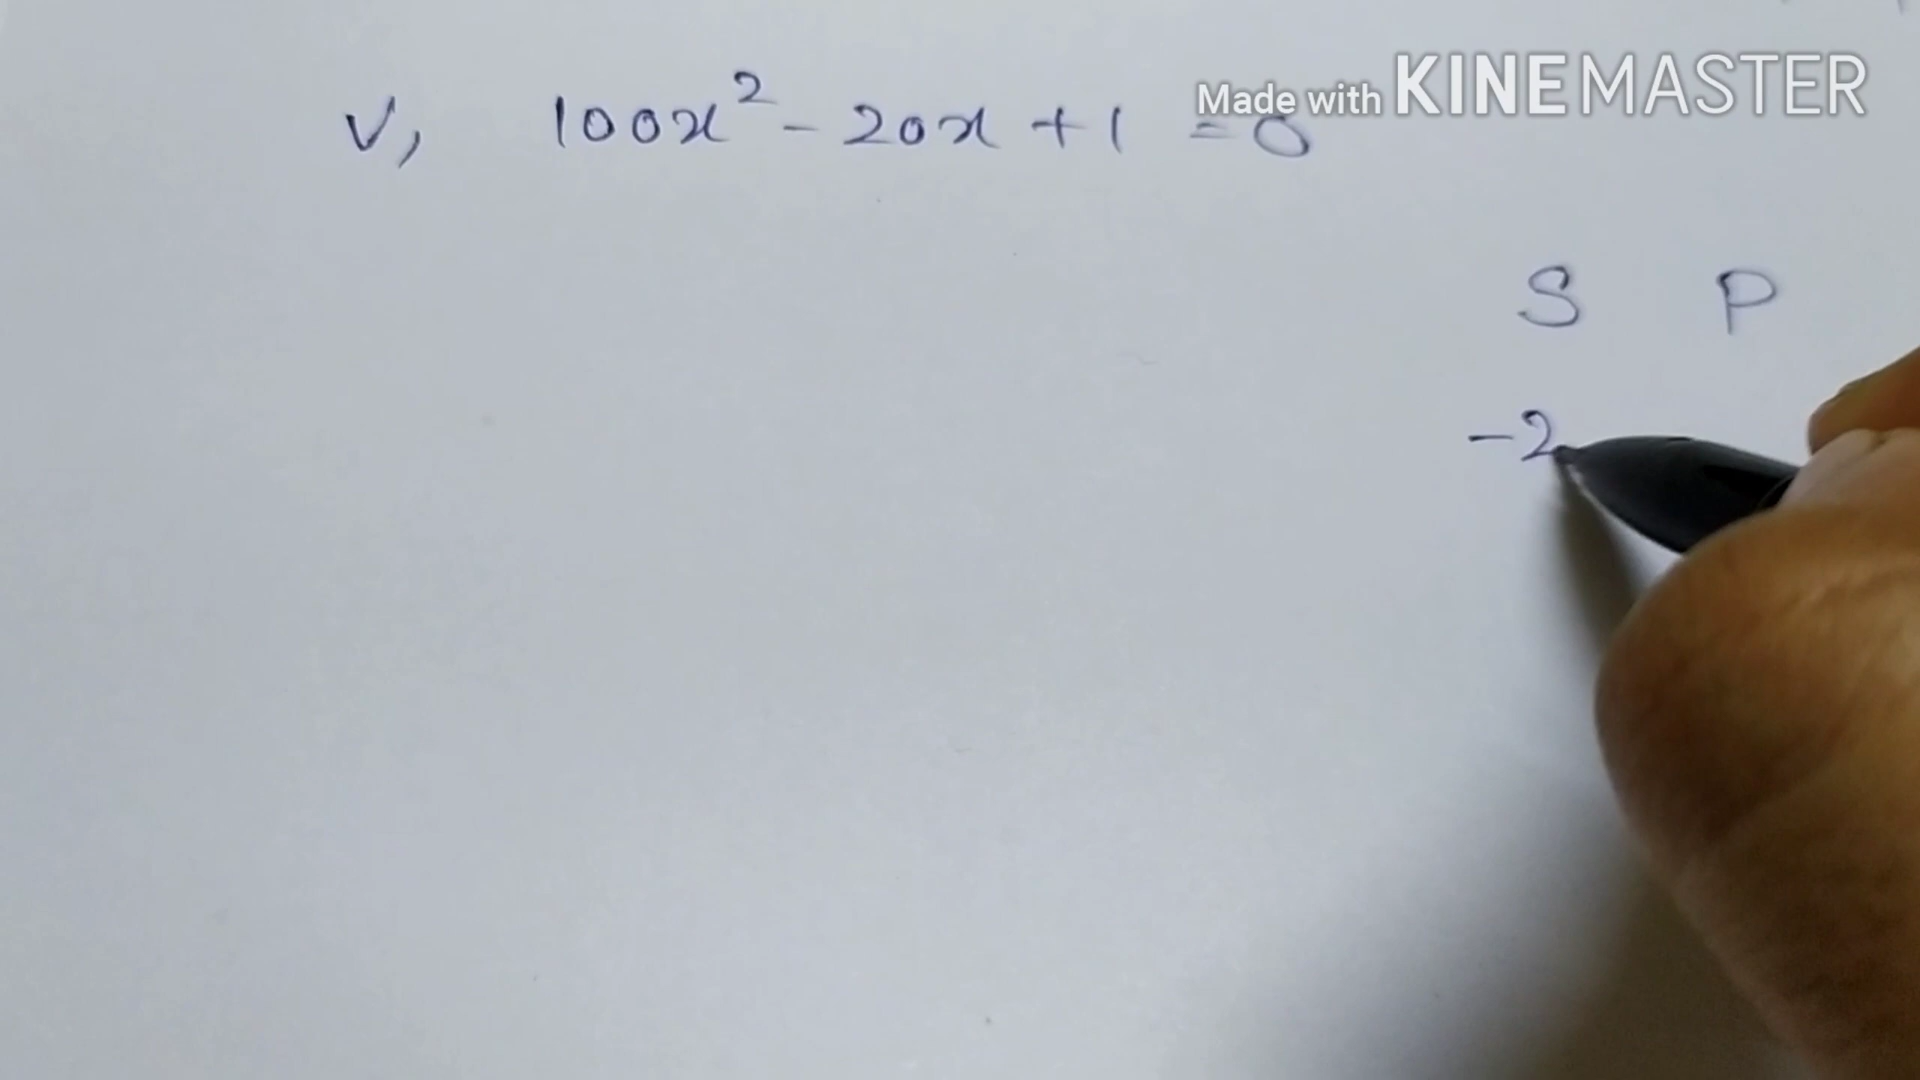 Made with KINEMASTER
V, 100x² - 20x + 1 = 0
S P
-2